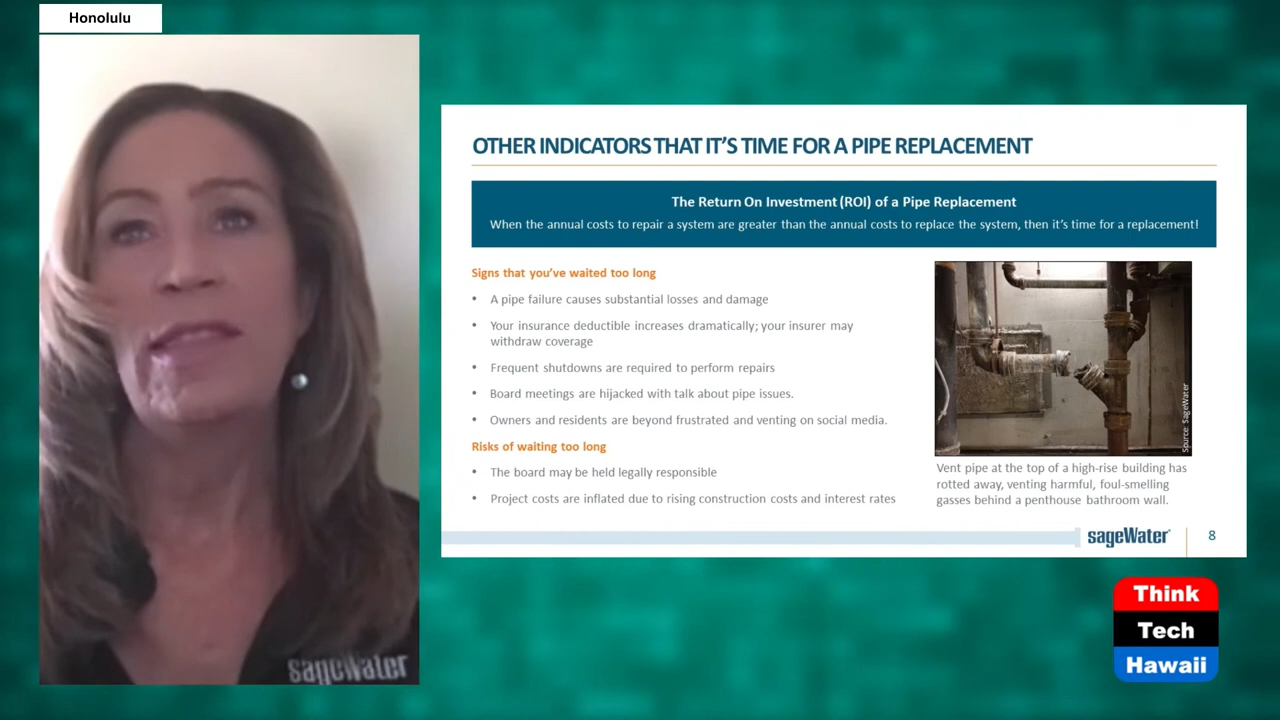 Honolulu
OTHER INDICATORS THAT IT'S TIME FOR A PIPE REPLACEMENT
The Return On Investment (ROI) of a Pipe Replacement
When the annual costs to repair a system are greater than the annual costs to replace the system, then it's time for a replacement!
Signs that you've waited too long
• A pipe failure causes substantial losses and damage
• Your insurance deductible increases dramatically; your insurer may
withdraw coverage
• Frequent shutdowns are required to perform repairs
• Board meetings are hijacked with talk about pipe issues.
• Owners and residents are beyond frustrated and venting on social media.
Risks of waiting too long
• The board may be held legally responsible
• Project costs are inflated due to rising construction costs and interest rates
Source: SageWater
Vent pipe at the top of a high-rise building has
rotted away, venting harmful, foul-smelling
gasses behind a penthouse bathroom wall.
sageWater
8
sageWater
Think
Tech
Hawaii